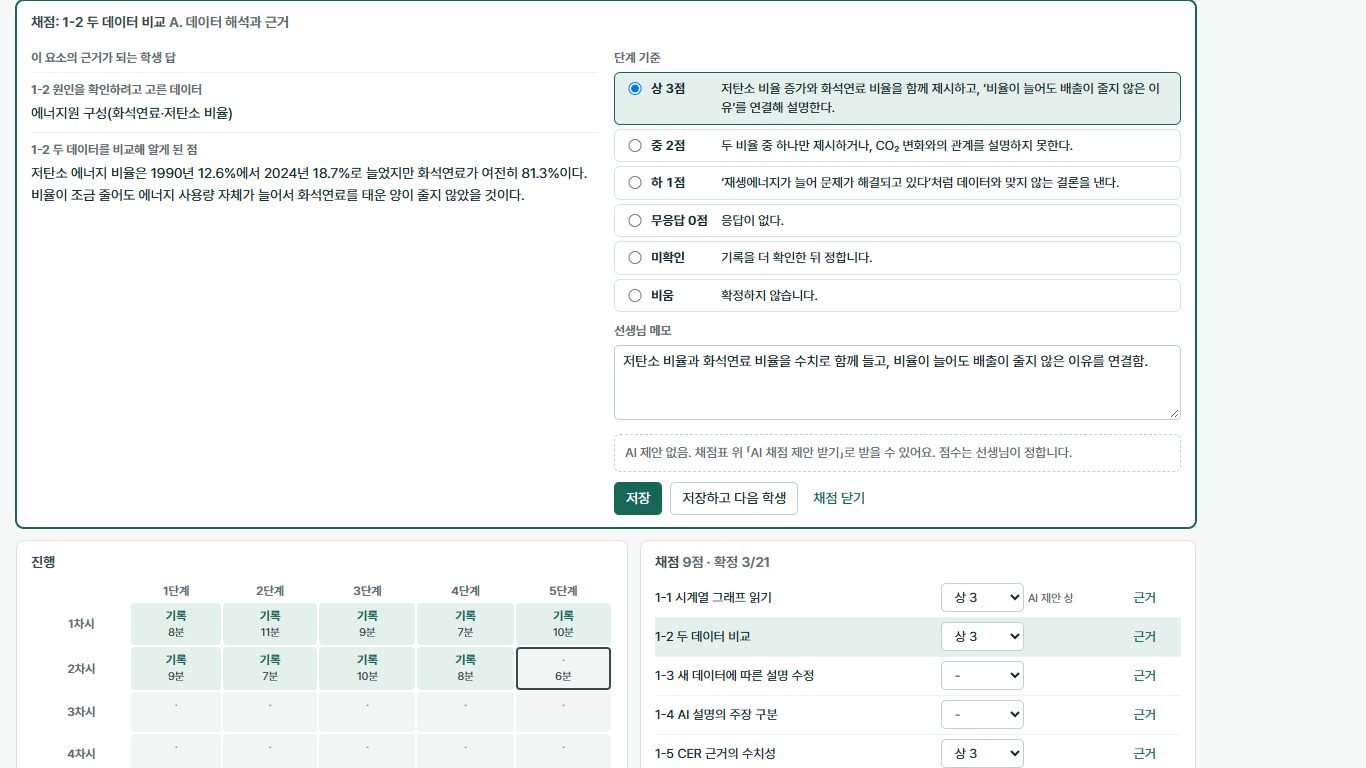 채점: 1-2 두 데이터 비교 A. 데이터 해석과 근거
이 요소의 근거가 되는 학생 답
1-2 원인을 확인하려고 고른 데이터
에너지원 구성(화석연료·저탄소 비율)
1-2 두 데이터를 비교해 알게 된 점
저탄소 에너지 비율은 1990년 12.6%에서 2024년 18.7%로 늘었지만 화석연료가 여전히 81.3%이다.
비율이 조금 줄어도 에너지 사용량 자체가 늘어서 화석연료를 태운 양이 줄지 않았을 것이다.
단계 기준
상 3점 저탄소 비율 증가와 화석연료 비율을 함께 제시하고, ‘비율이 늘어도 배출이 줄지 않은 이
유’를 연결해 설명한다.
중 2점 두 비율 중 하나만 제시하거나, CO₂ 변화와의 관계를 설명하지 못한다.
하 1점 ‘재생에너지가 늘어 문제가 해결되고 있다’처럼 데이터와 맞지 않는 결론을 낸다.
무응답 0점 응답이 없다.
미확인 기록을 더 확인한 뒤 정합니다.
비움 확정하지 않습니다.
선생님 메모
저탄소 비율과 화석연료 비율을 수치로 함께 들고, 비율이 늘어도 배출이 줄지 않은 이유를 연결함.
AI 제안 없음. 채점표 위 「AI 채점 제안 받기」로 받을 수 있어요. 점수는 선생님이 정합니다.
저장 저장하고 다음 학생 채점 닫기
진행
1단계 2단계 3단계 4단계 5단계
1차시 기록 기록 기록 기록 기록
8분 11분 9분 7분 10분
2차시 기록 기록 기록 기록 ·
9분 7분 10분 8분 6분
3차시 · · · · ·
4차시 · · · · ·
채점 9점 · 확정 3/21
1-1 시계열 그래프 읽기 상 3 AI 제안 상 근거
1-2 두 데이터 비교 상 3 근거
1-3 새 데이터에 따른 설명 수정 - 근거
1-4 AI 설명의 주장 구분 - 근거
1-5 CER 근거의 수치성 상 3 근거